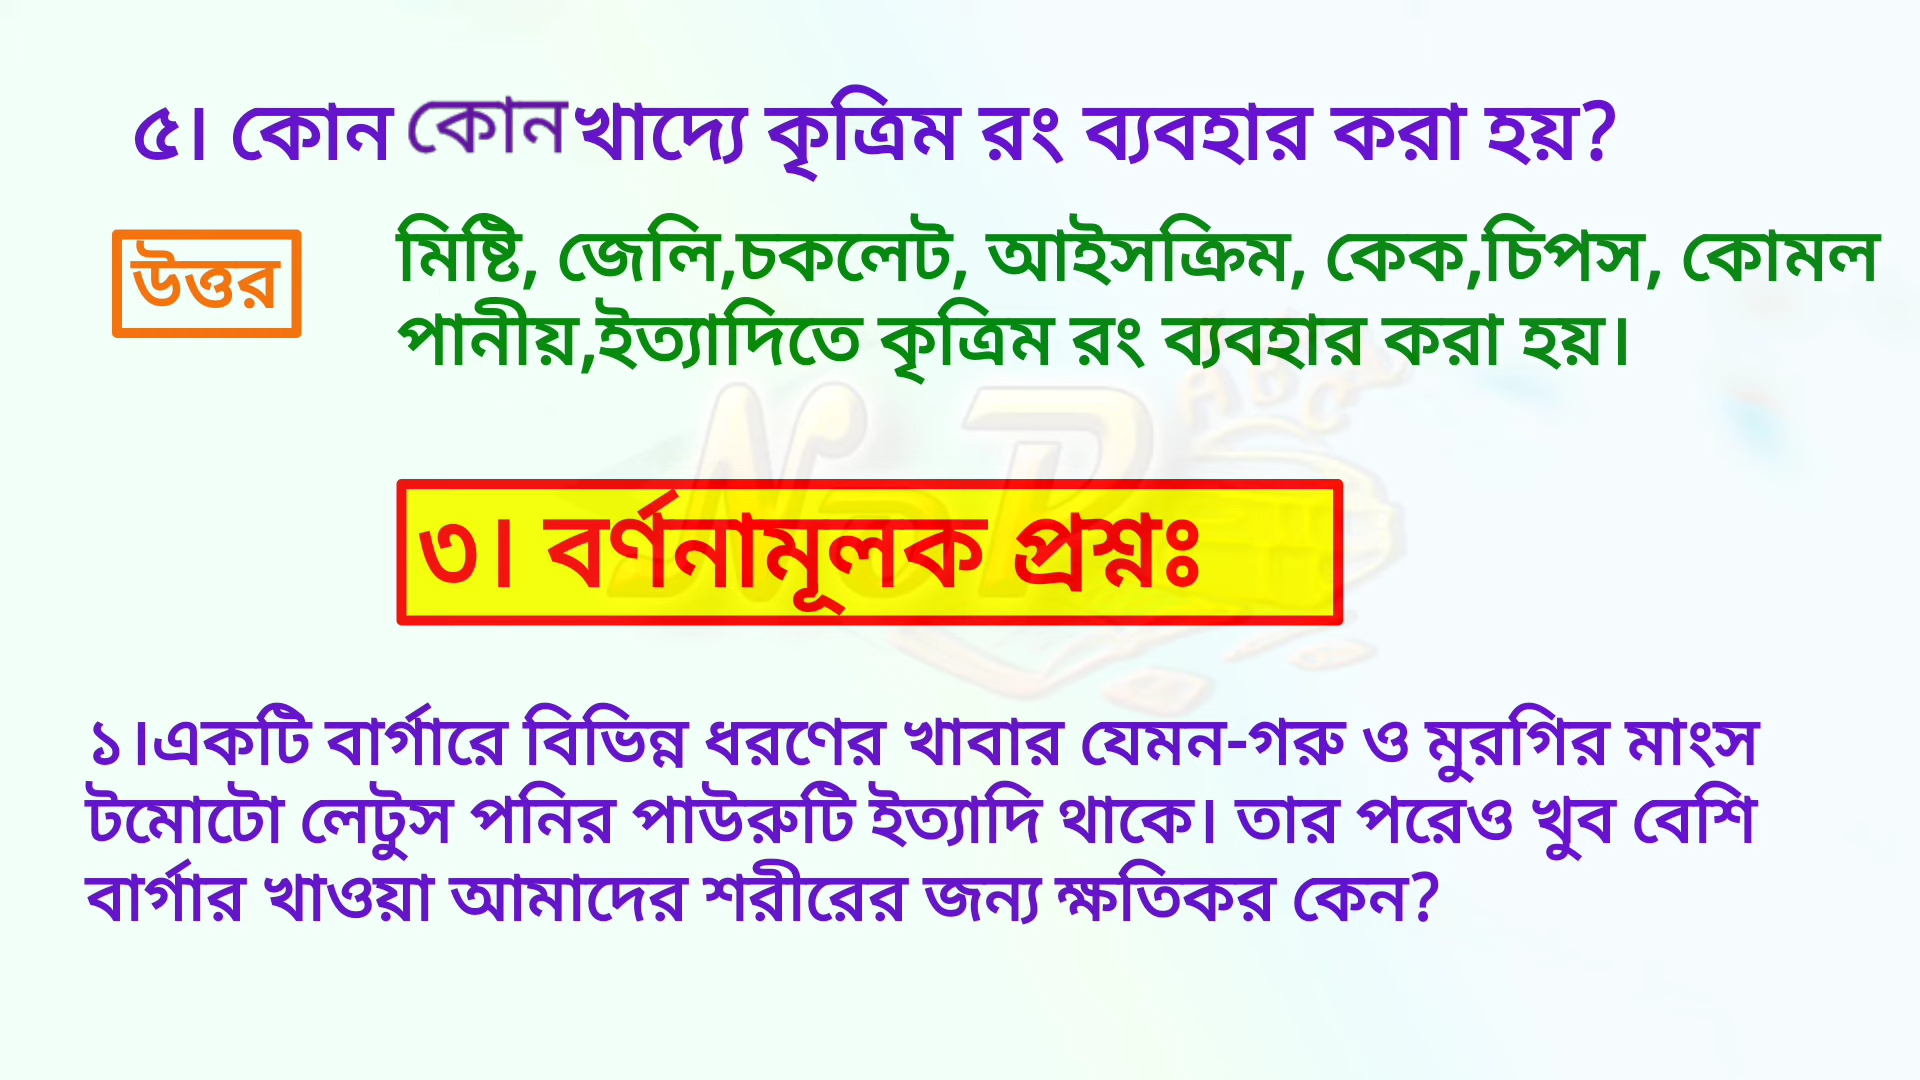 ৫। কোন কোন খাদ্যে কৃত্রিম রং ব্যবহার করা হয়?
উত্তর
মিষ্টি, জেলি,চকলেট, আইসক্রিম, কেক,চিপস, কোমল
পানীয়,ইত্যাদিতে কৃত্রিম রং ব্যবহার করা হয়।
৩। বর্ণনামূলক প্রশ্নঃ
১।একটি বার্গারে বিভিন্ন ধরণের খাবার যেমন-গরু ও মুরগির মাংস
টমোটো লেটুস পনির পাউরুটি ইত্যাদি থাকে। তার পরেও খুব বেশি
বার্গার খাওয়া আমাদের শরীরের জন্য ক্ষতিকর কেন?